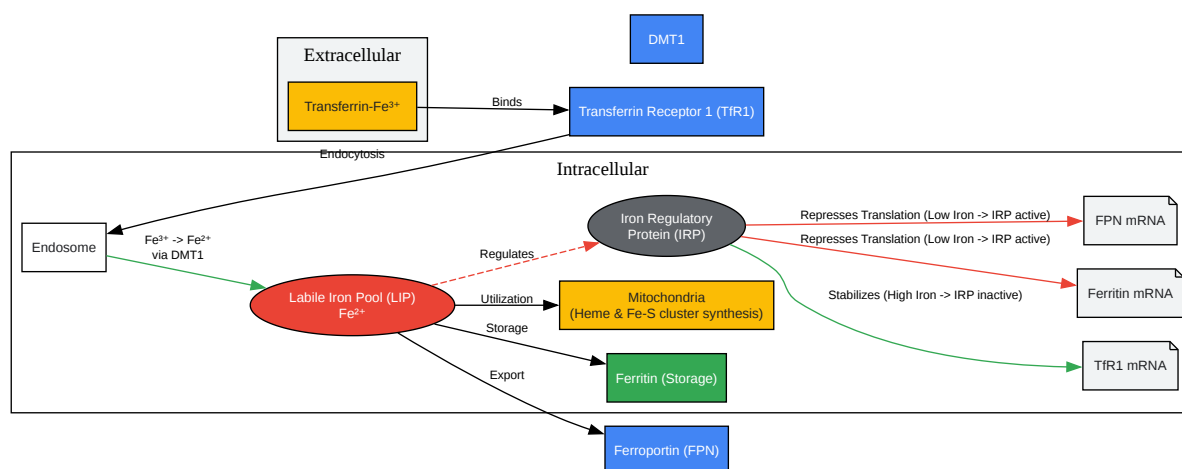 DMT1
Extracellular
Transferrin-Fe³⁺
Binds
Transferrin Receptor 1 (TfR1)
Endocytosis
Intracellular
Endosome
Fe³⁺ -> Fe²⁺
via DMT1
Iron Regulatory
Protein (IRP)
Represses Translation (Low Iron -> IRP active)
FPN mRNA
Represses Translation (Low Iron -> IRP active)
Regulates
Labile Iron Pool (LIP)
Fe²⁺
Utilization
Mitochondria
(Heme & Fe-S cluster synthesis)
Stabilizes (High Iron -> IRP inactive)
Ferritin mRNA
Storage
Ferritin (Storage)
TfR1 mRNA
Export
Ferroportin (FPN)